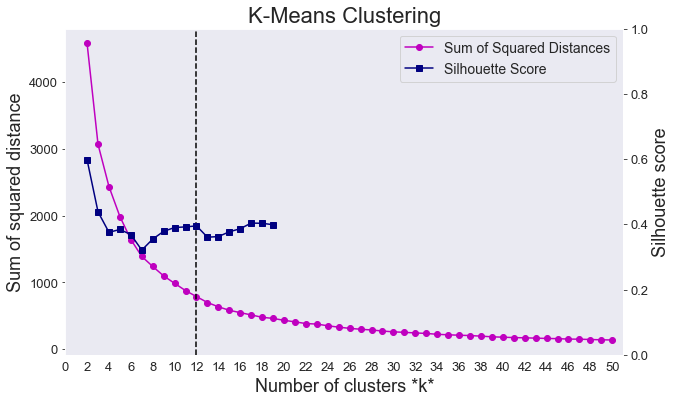 K-Means Clustering
Sum of Squared Distances
Silhouette Score
Sum of squared distance
4000
3000
2000
1000
0
1.0
0.8
0.6
0.4
0.2
0.0
Silhouette score
0 2 4 6 8 10 12 14 16 18 20 22 24 26 28 30 32 34 36 38 40 42 44 46 48 50
Number of clusters *k*